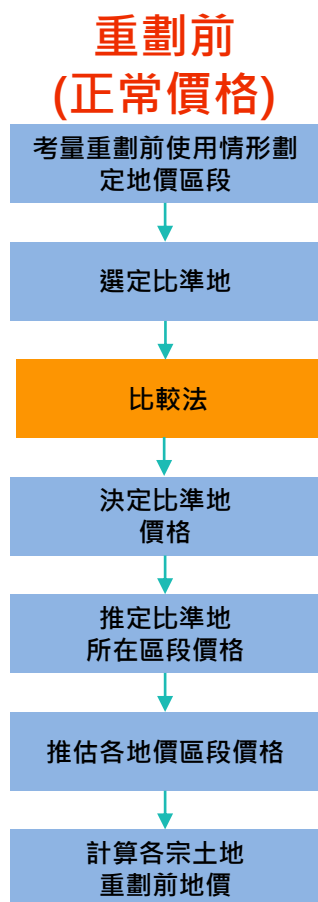 重劃前
(正常價格)
考量重劃前使用情形劃
定地價區段
選定比準地
比較法
決定比準地
價格
推定比準地
所在區段價格
推估各地價區段價格
計算各宗土地
重劃前地價